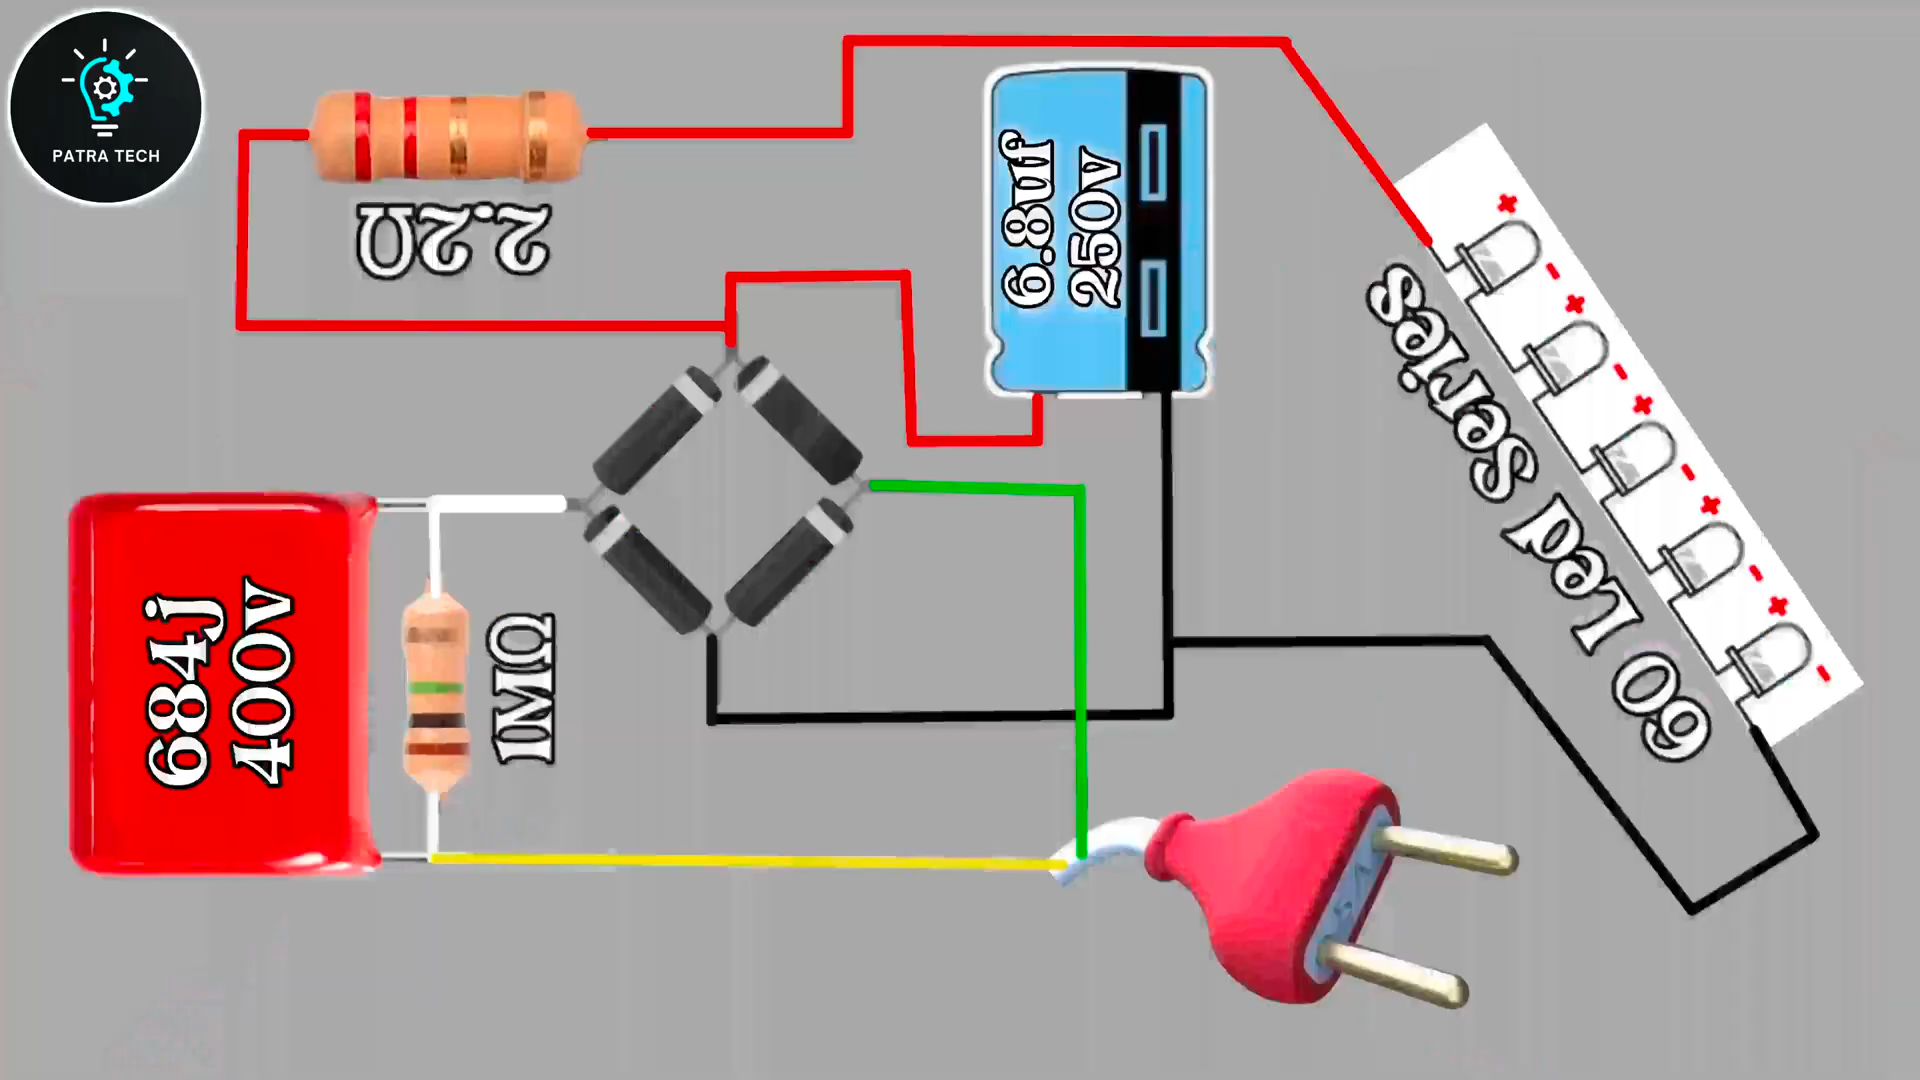 PATRA TECH
2.2Ω
6.8uf
250v
684j
400v
1MΩ
60 Led series